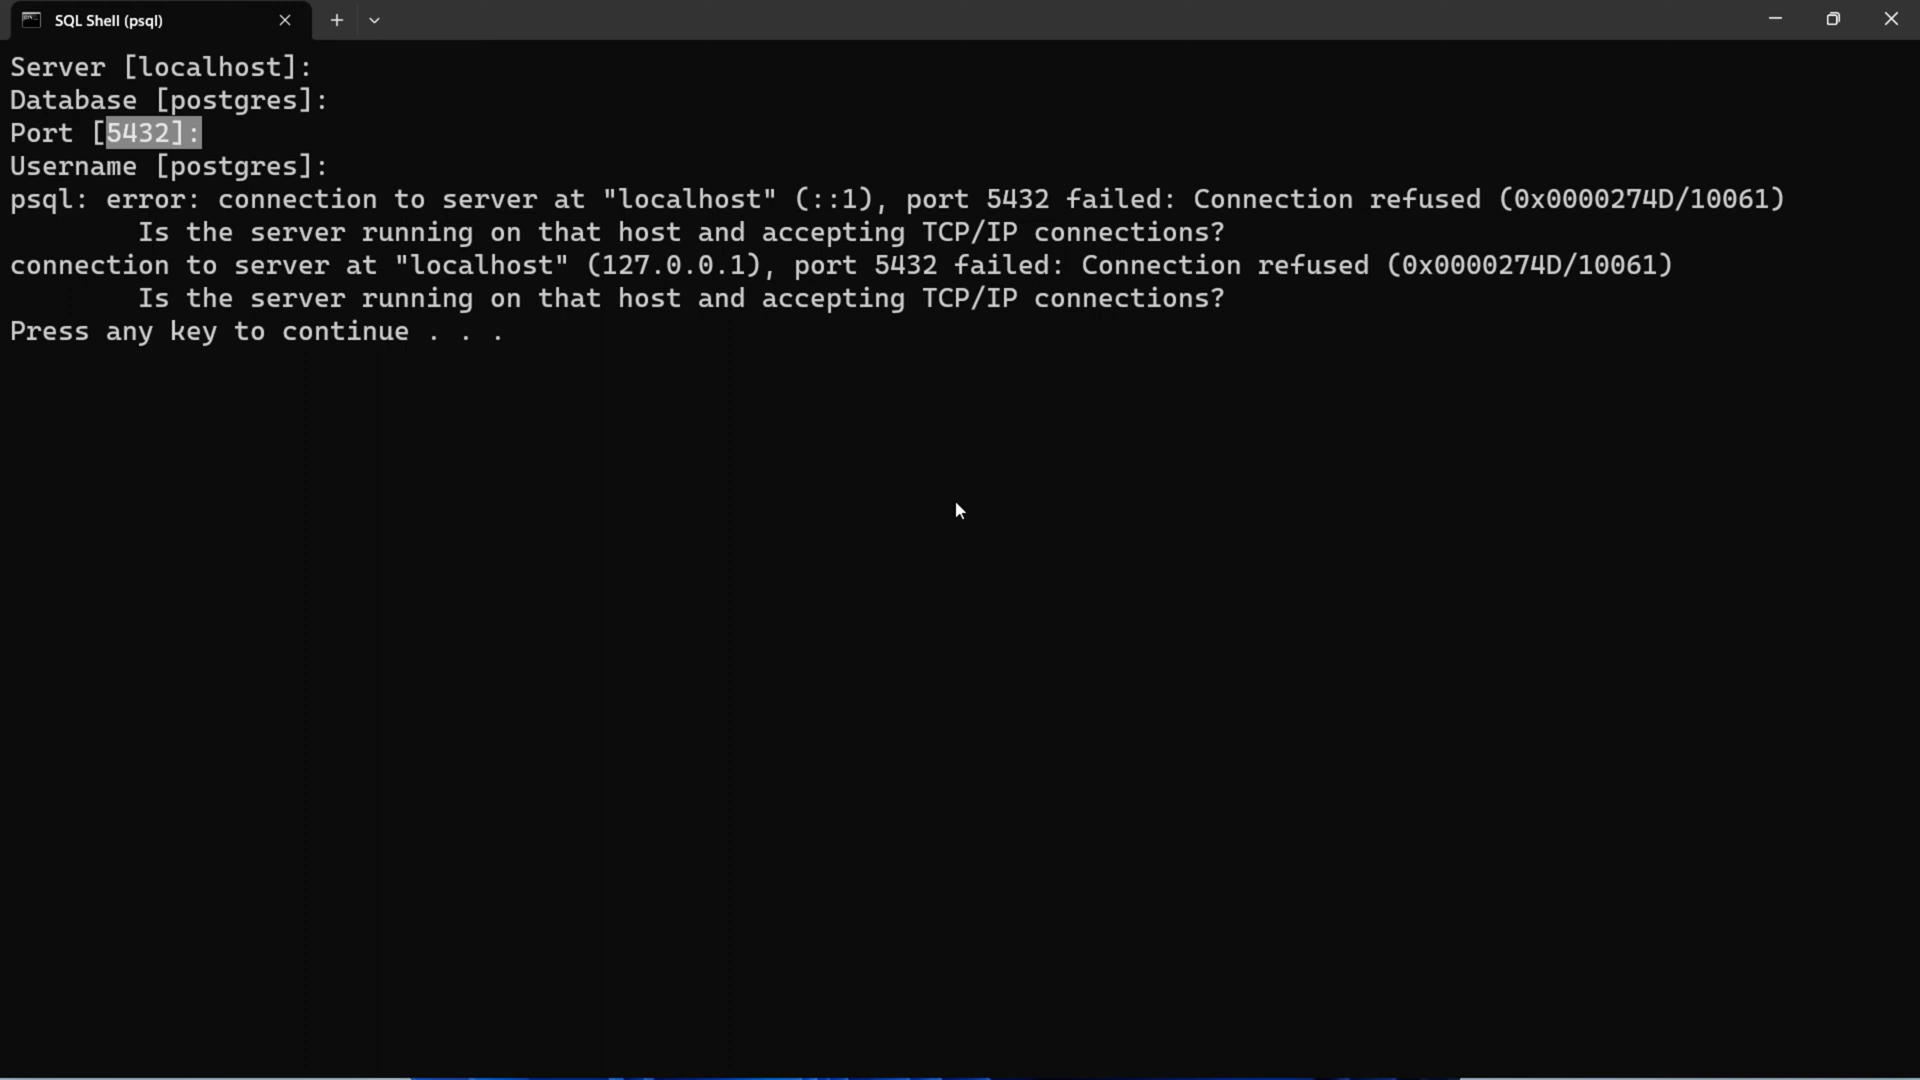 SQL Shell (psql)
Server [localhost]:
Database [postgres]:
Port [5432]:
Username [postgres]:
psql: error: connection to server at "localhost" (::1), port 5432 failed: Connection refused (0x0000274D/10061)
Is the server running on that host and accepting TCP/IP connections?
connection to server at "localhost" (127.0.0.1), port 5432 failed: Connection refused (0x0000274D/10061)
Is the server running on that host and accepting TCP/IP connections?
Press any key to continue . . .